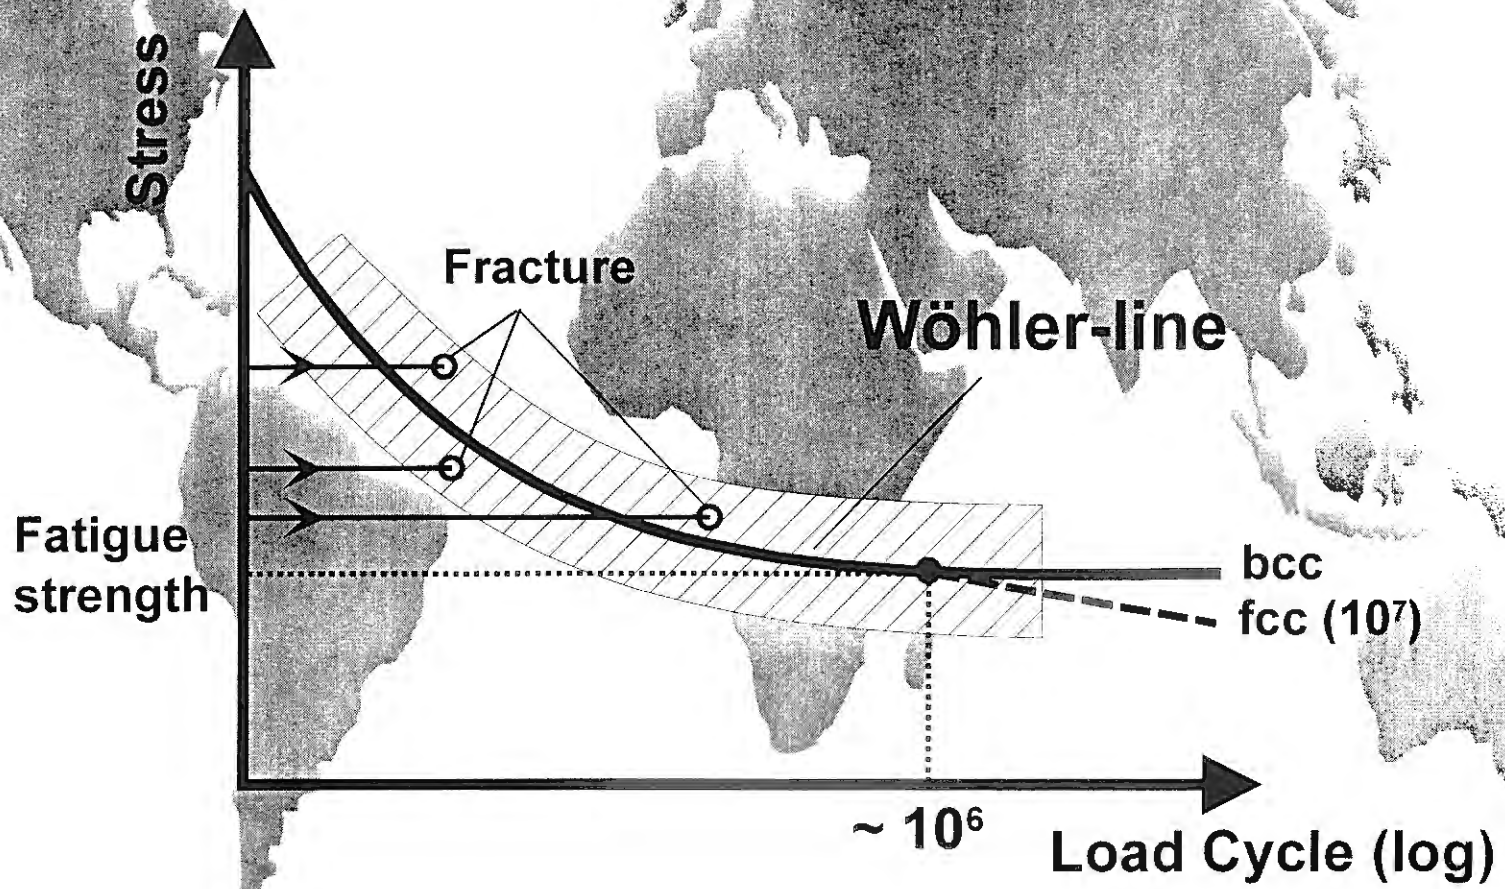 Stress
Fracture
Wöhler-line
Fatigue
strength
bcc
fcc (10⁷)
~ 10⁶
Load Cycle (log)